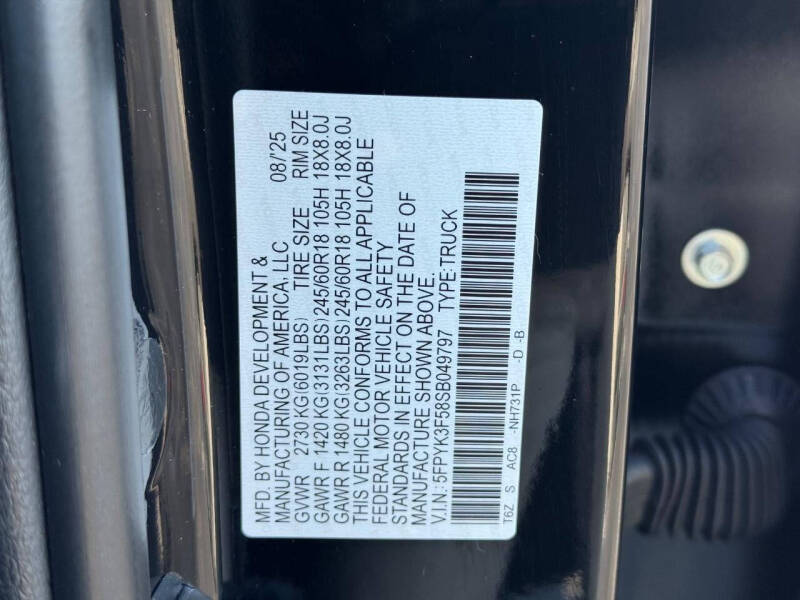 MFD. BY HONDA DEVELOPMENT &
MANUFACTURING OF AMERICA, LLC 08/'25
GVWR 2730 KG(6019LBS) TIRE SIZE RIM SIZE
GAWR F 1420 KG(3131LBS)245/60R18 105H 18X8.0J
GAWR R 1480 KG(3263LBS)245/60R18 105H 18X8.0J
THIS VEHICLE CONFORMS TO ALL APPLICABLE
FEDERAL MOTOR VEHICLE SAFETY
STANDARDS IN EFFECT ON THE DATE OF
MANUFACTURE SHOWN ABOVE.
V.I.N: 5FPYK3F58SB049797 TYPE:TRUCK
T6Z S AC8 -NH731P -D -B